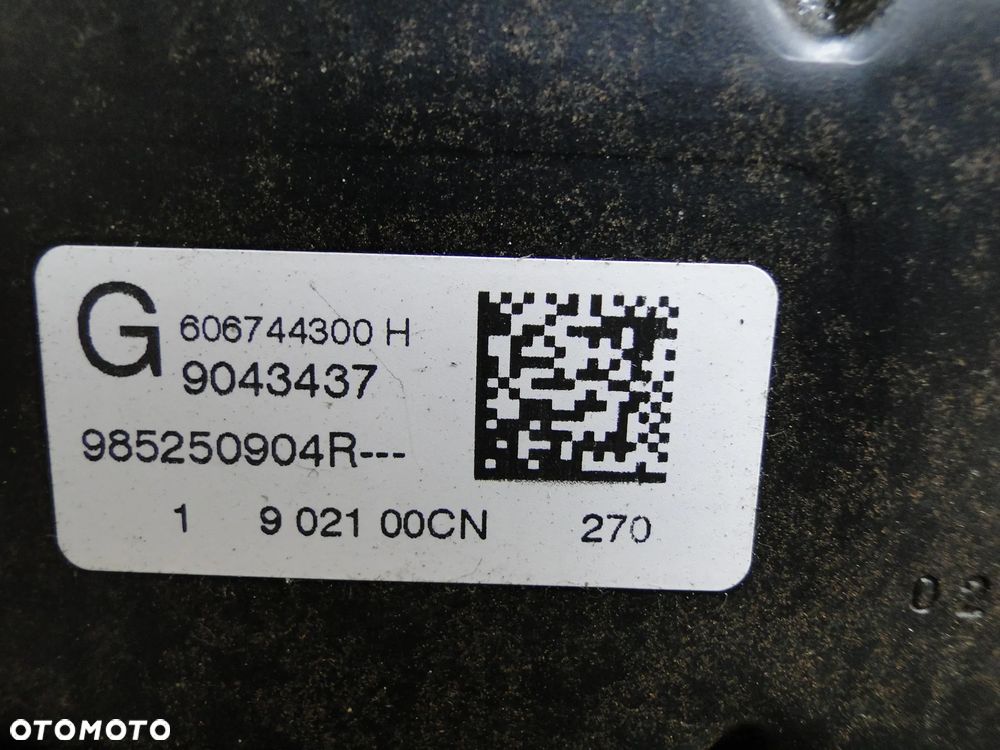 G 606744300 H
9043437
985250904R---
1 9 021 00CN 270
02
OTOMOTO